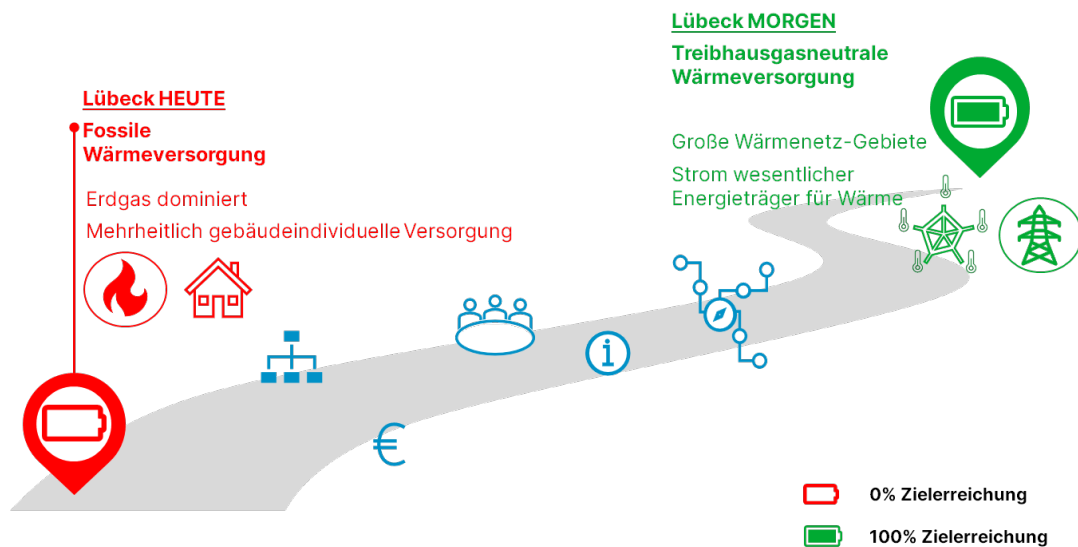 Lübeck MORGEN
Treibhausgasneutrale
Wärmeversorgung
Große Wärmenetz-Gebiete
Strom wesentlicher
Energieträger für Wärme
Lübeck HEUTE
Fossile
Wärmeversorgung
Erdgas dominiert
Mehrheitlich gebäudeindividuelle Versorgung
€
i
0% Zielerreichung
100% Zielerreichung